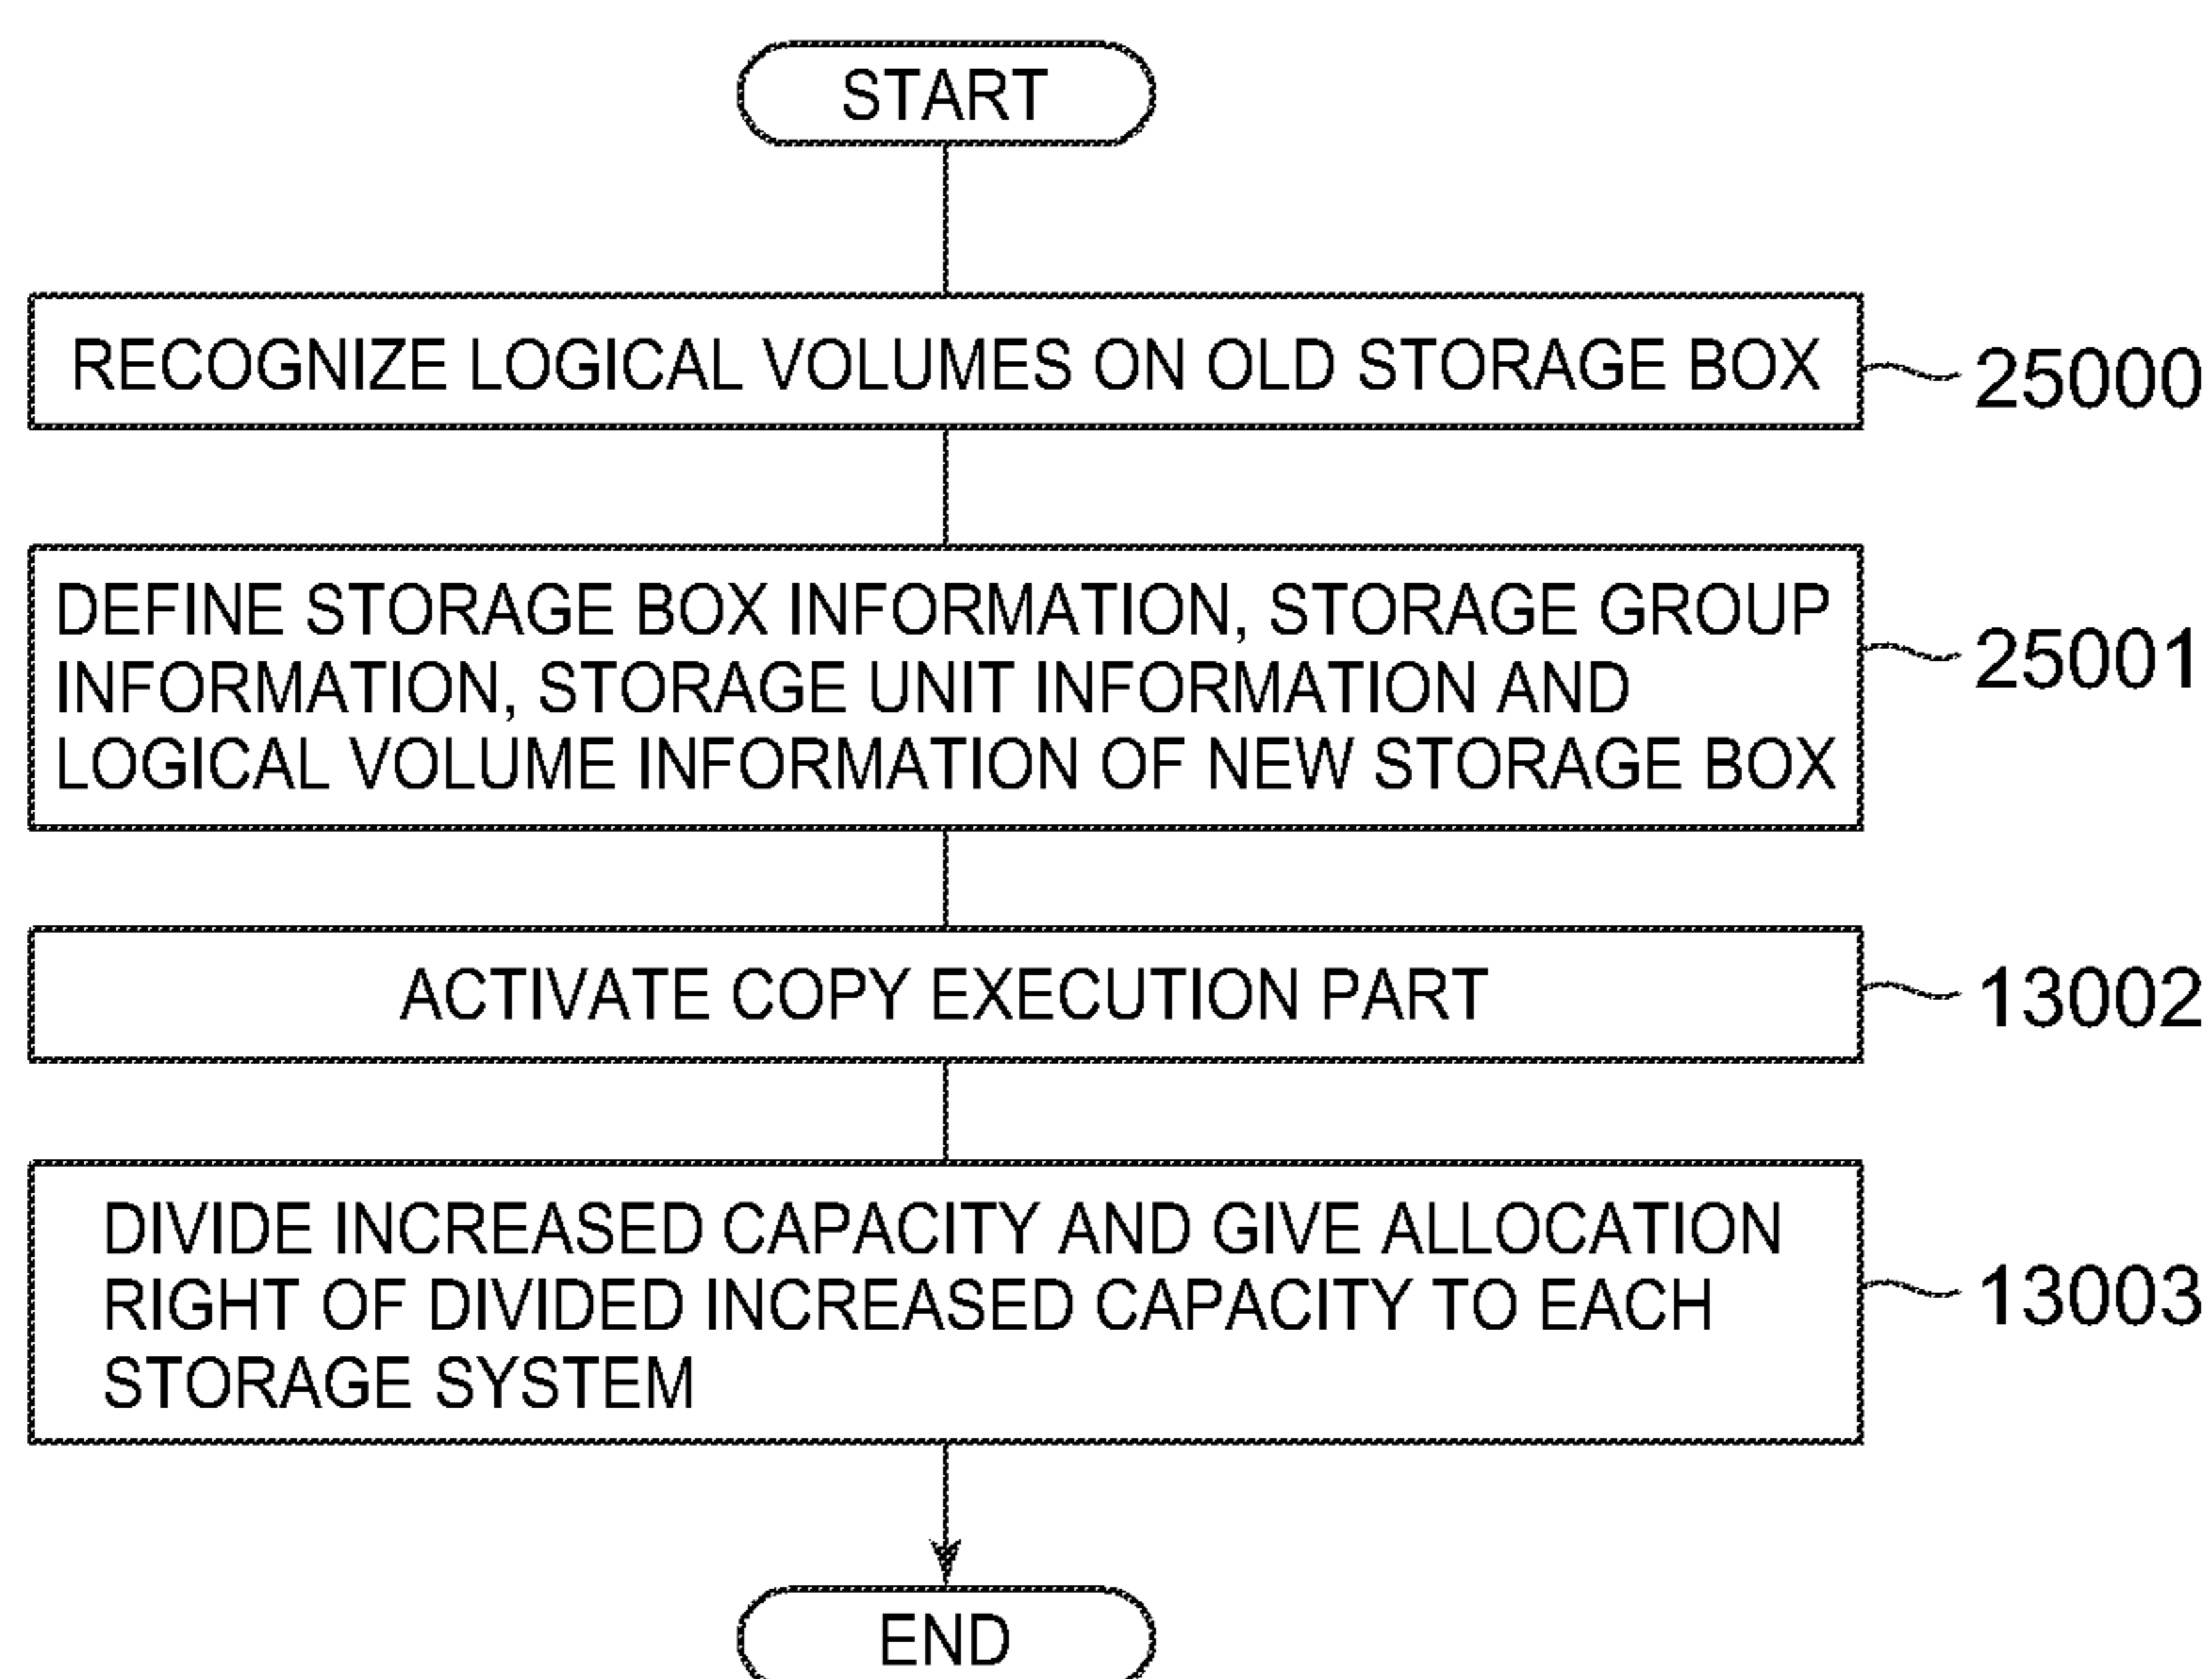 START
RECOGNIZE LOGICAL VOLUMES ON OLD STORAGE BOX
25000
DEFINE STORAGE BOX INFORMATION, STORAGE GROUP
INFORMATION, STORAGE UNIT INFORMATION AND
LOGICAL VOLUME INFORMATION OF NEW STORAGE BOX
25001
ACTIVATE COPY EXECUTION PART
13002
DIVIDE INCREASED CAPACITY AND GIVE ALLOCATION
RIGHT OF DIVIDED INCREASED CAPACITY TO EACH
STORAGE SYSTEM
13003
END